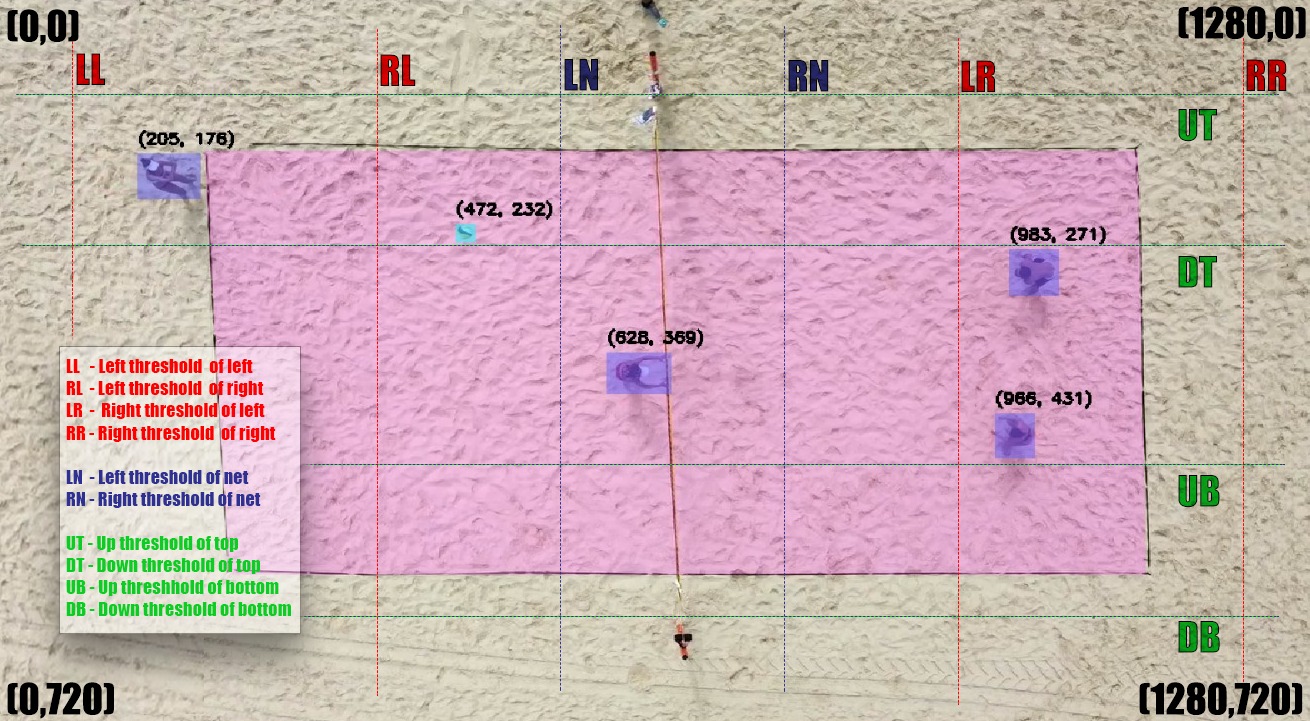 (0,0)
(1280,0)
LL
RL
LN
RN
LR
RR
UT
(205, 176)
(472, 232)
(983, 271)
DT
(628, 369)
(966, 431)
LL - Left threshold of left
RL - Left threshold of right
LR - Right threshold of left
RR - Right threshold of right
LN - Left threshold of net
RN - Right threshold of net
UT - Up threshold of top
DT - Down threshold of top
UB - Up threshhold of bottom
DB - Down threshold of bottom
UB
DB
(0,720)
(1280,720)